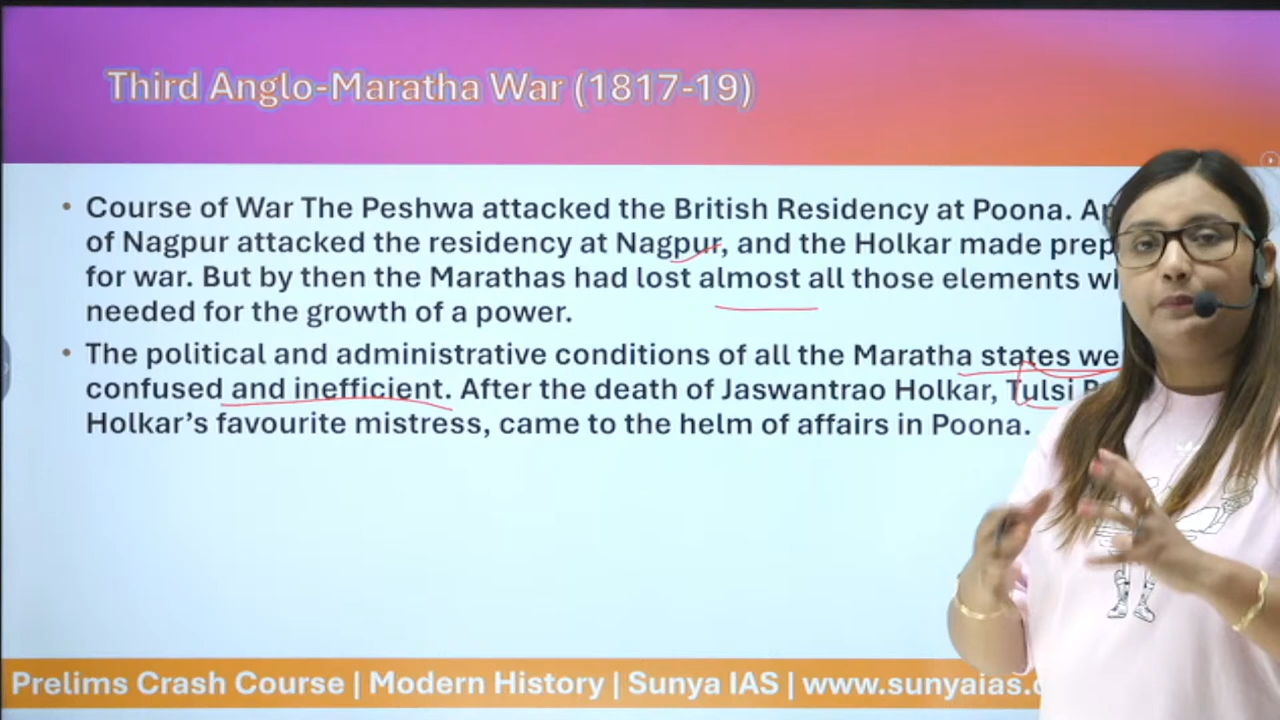 Third Anglo-Maratha War (1817-19)
• Course of War The Peshwa attacked the British Residency at Poona.
of Nagpur attacked the residency at Nagpur, and the Holkar made
for war. But by then the Marathas had lost almost all those elements
needed for the growth of a power.
• The political and administrative conditions of all the Maratha states
confused and inefficient. After the death of Jaswantrao Holkar, Tulsi
Holkar's favourite mistress, came to the helm of affairs in Poona.
Prelims Crash Course | Modern History | Sunya IAS | www.sunyaias.